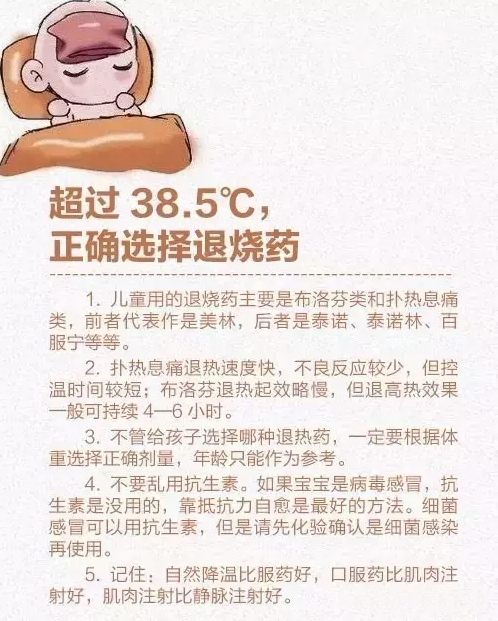 超过 38.5℃，
正确选择退烧药
1. 儿童用的退烧药主要是布洛芬类和扑热息痛
类，前者代表作是美林，后者是泰诺、泰诺林、百
服宁等等。
2. 扑热息痛退热速度快，不良反应较少，但控
温时间较短；布洛芬退热起效略慢，但退高热效果
一般可持续 4—6 小时。
3. 不管给孩子选择哪种退热药，一定要根据体
重选择正确剂量，年龄只能作为参考。
4. 不要乱用抗生素。如果宝宝是病毒感冒，抗
生素是没用的，靠抵抗力自愈是最好的方法。细菌
感冒可以用抗生素，但是请先化验确认是细菌感染
再使用。
5. 记住：自然降温比服药好，口服药比肌肉注
射好，肌肉注射比静脉注射好。